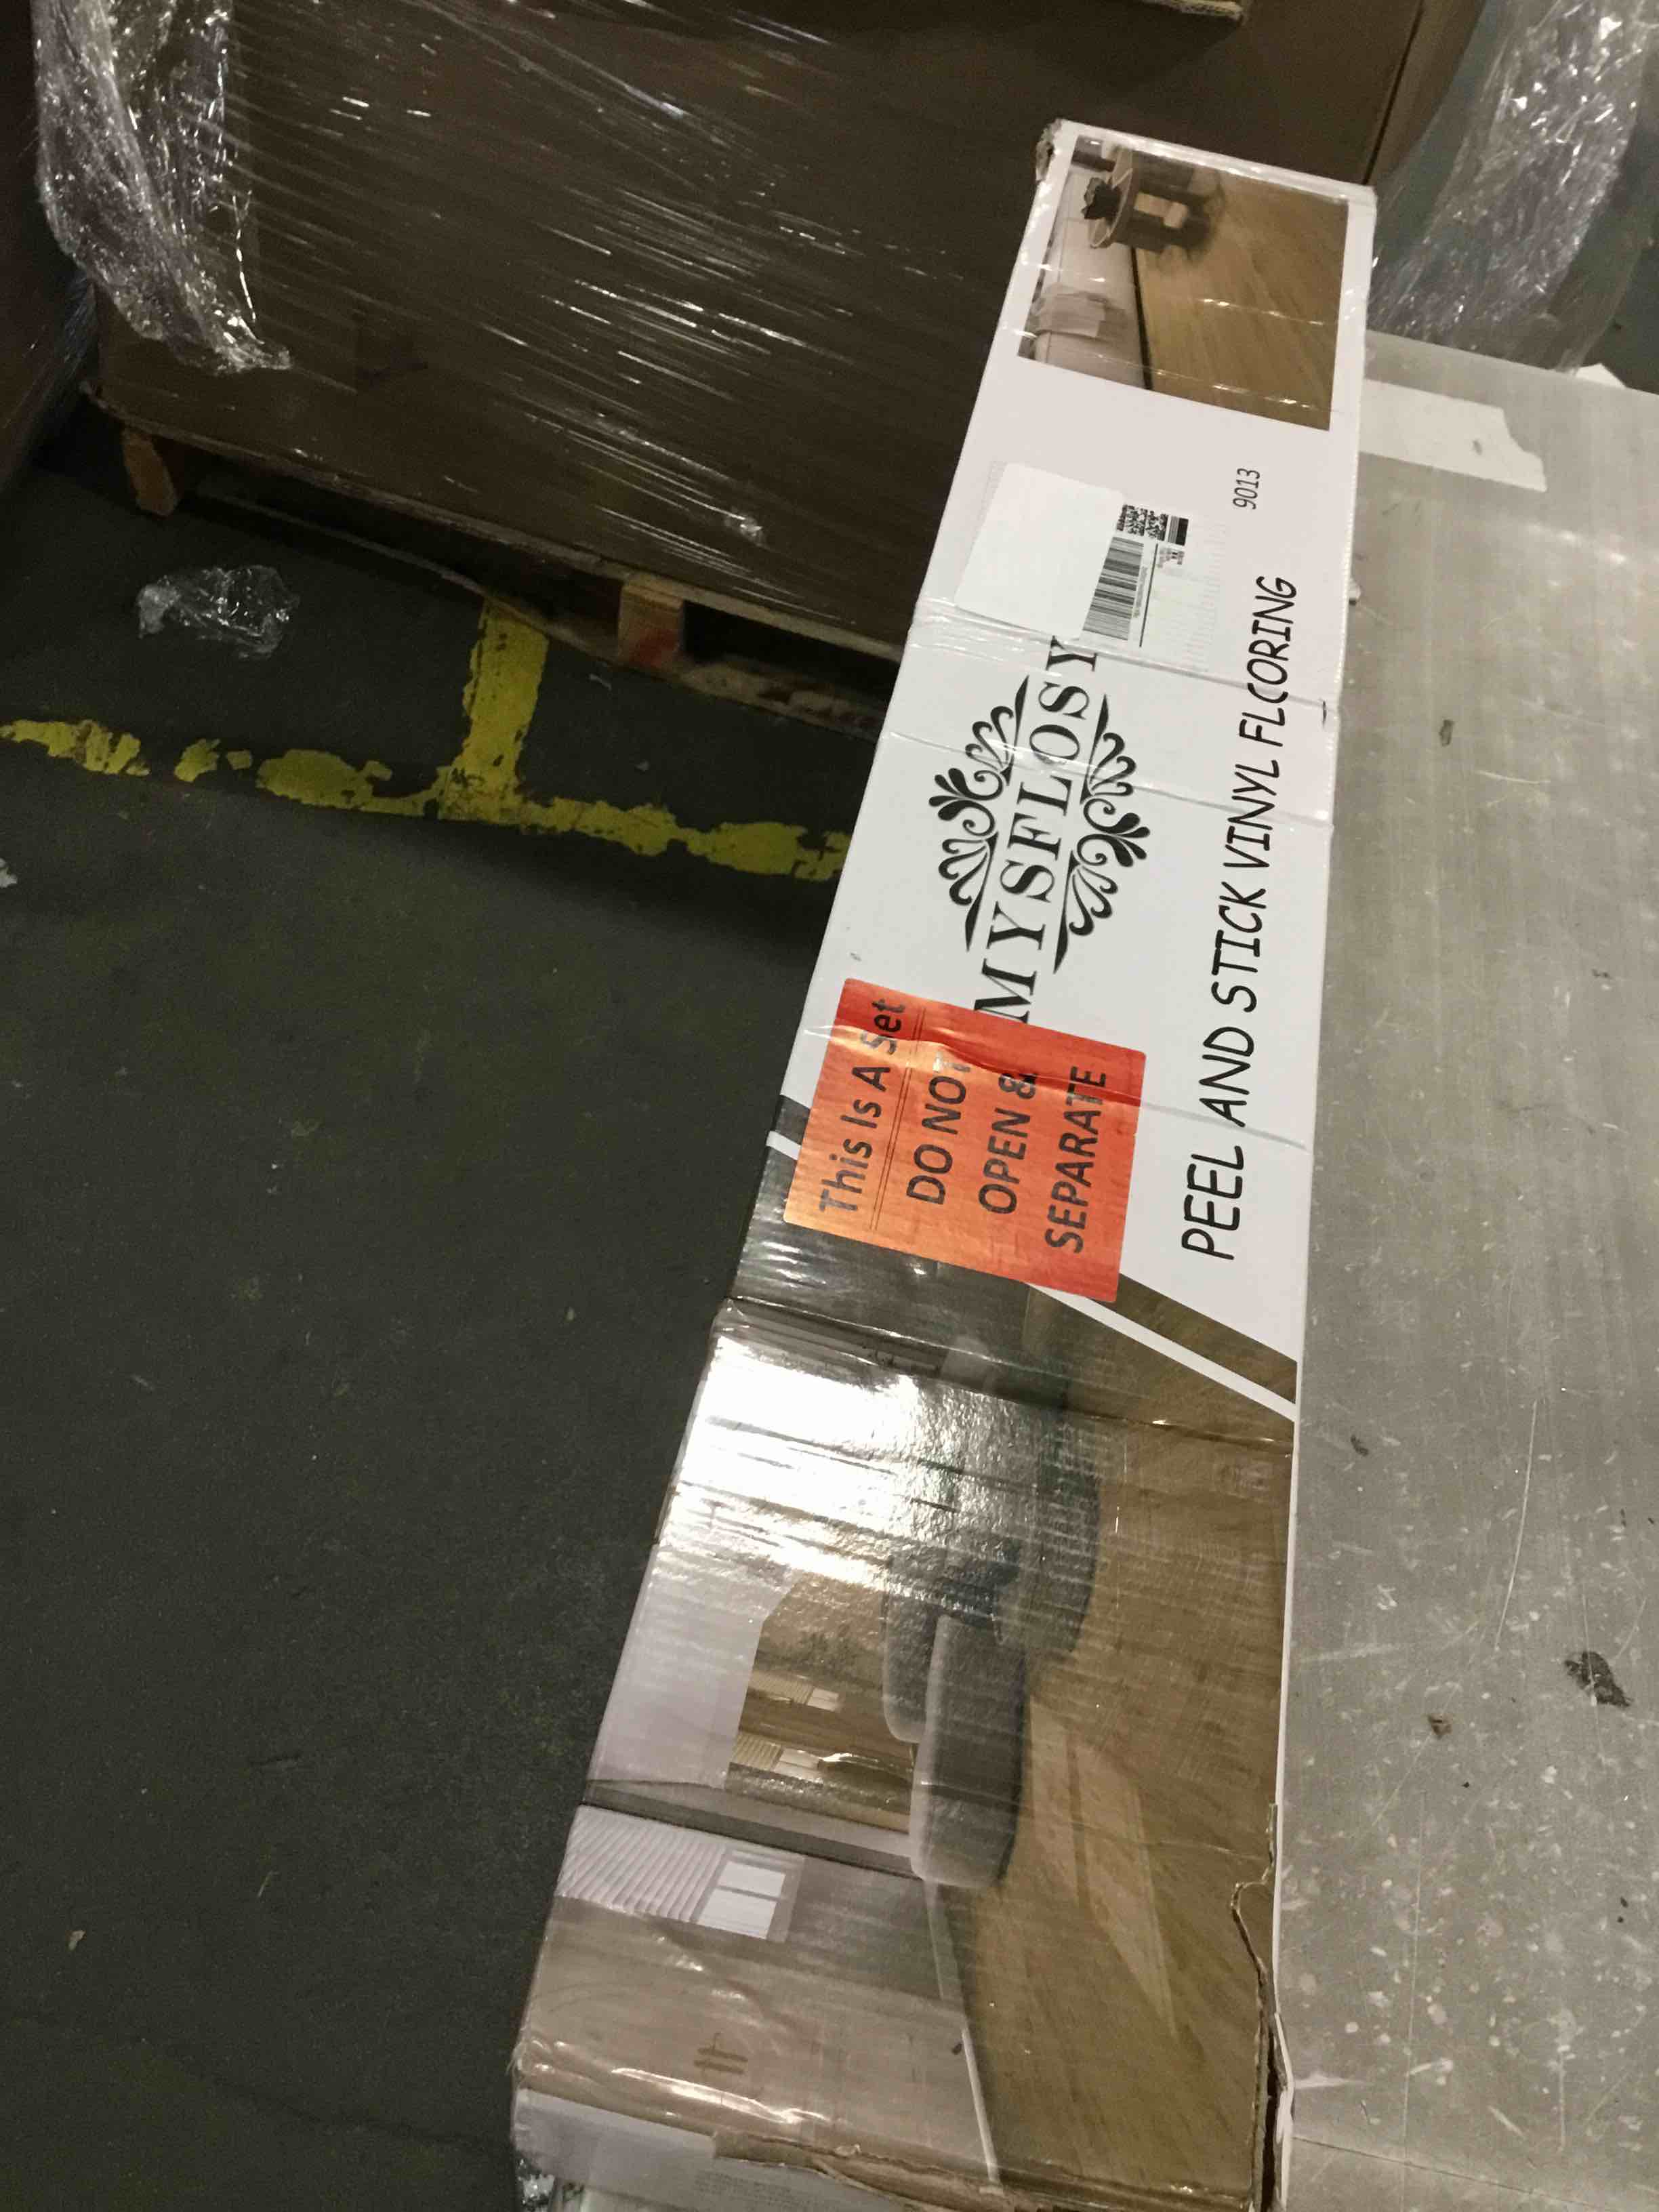 MYSFLOSY
PEEL AND STICK VINYL FLOORING
9013
This Is A Set
DO NOT
OPEN &
SEPARATE